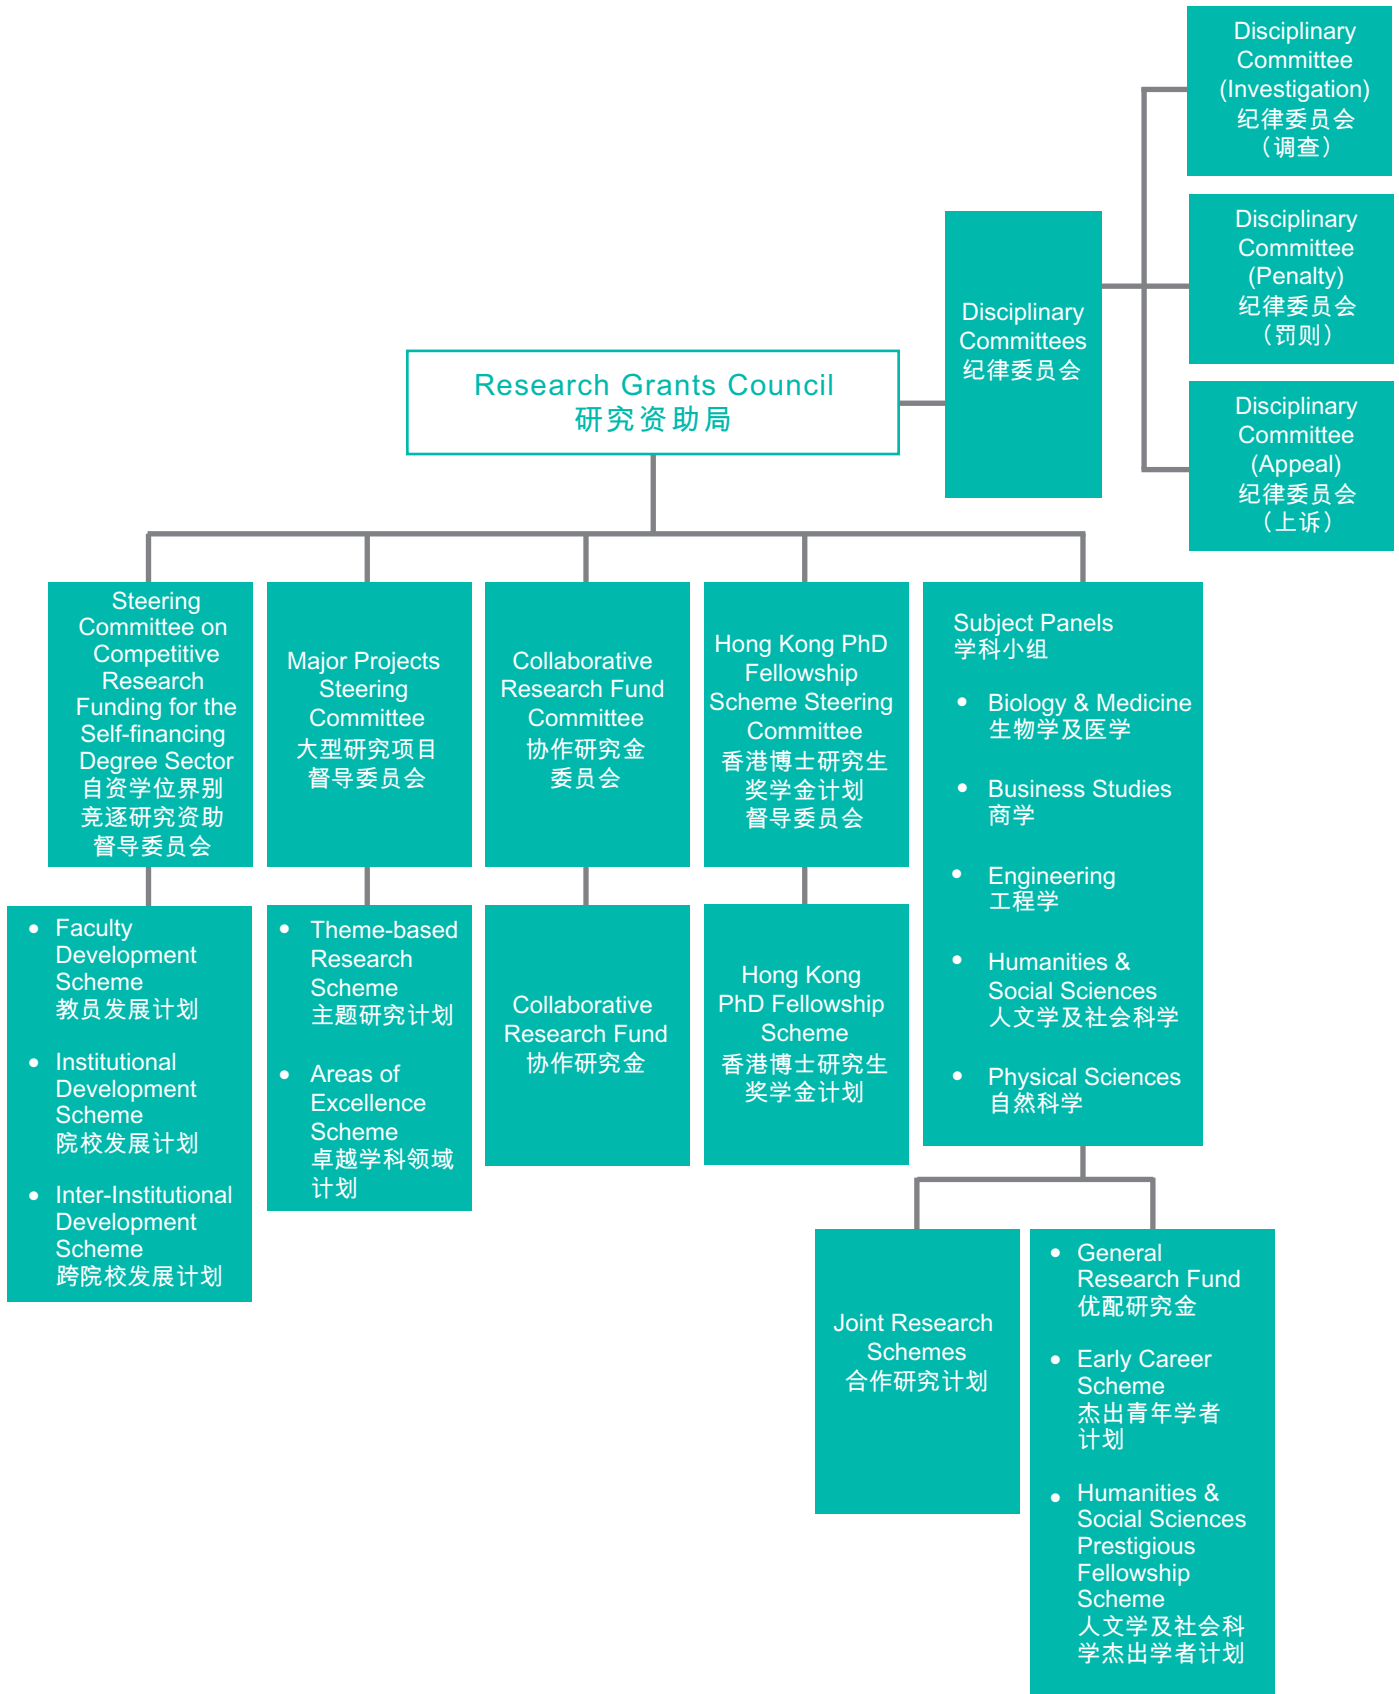 Disciplinary
Committee
(Investigation)
纪律委员会
（调查）
Disciplinary
Committee
(Penalty)
纪律委员会
（罚则）
Disciplinary
Committees
纪律委员会
Research Grants Council
研究资助局
Disciplinary
Committee
(Appeal)
纪律委员会
（上诉）
Steering
Committee on
Competitive
Research
Funding for the
Self-financing
Degree Sector
自资学位界别
竞逐研究资助
督导委员会
Major Projects
Steering
Committee
大型研究项目
督导委员会
Collaborative
Research Fund
Committee
协作研究金
委员会
Hong Kong PhD
Fellowship
Scheme Steering
Committee
香港博士研究生
奖学金计划
督导委员会
Subject Panels
学科小组
• Biology & Medicine
生物学及医学
• Business Studies
商学
• Engineering
工程学
• Humanities &
Social Sciences
人文学及社会科学
• Physical Sciences
自然科学
• Faculty
Development
Scheme
教员发展计划
• Institutional
Development
Scheme
院校发展计划
• Inter-Institutional
Development
Scheme
跨院校发展计划
• Theme-based
Research
Scheme
主题研究计划
• Areas of
Excellence
Scheme
卓越学科领域
计划
Collaborative
Research Fund
协作研究金
Hong Kong
PhD Fellowship
Scheme
香港博士研究生
奖学金计划
Joint Research
Schemes
合作研究计划
• General
Research Fund
优配研究金
• Early Career
Scheme
杰出青年学者
计划
• Humanities &
Social Sciences
Prestigious
Fellowship
Scheme
人文学及社会科
学杰出学者计划